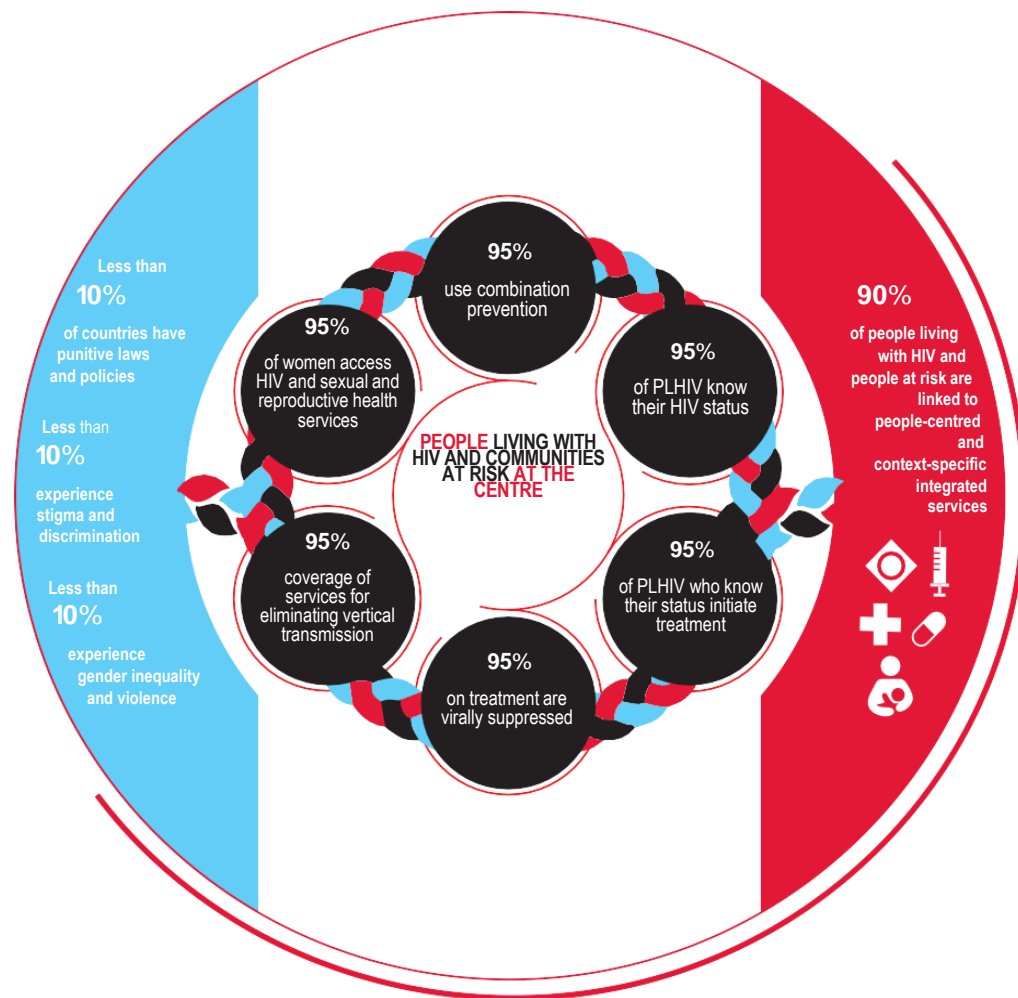 Less than
10%
of countries have
punitive laws
and policies
Less than
10%
experience
stigma and
discrimination
Less than
10%
experience
gender inequality
and violence
95%
use combination
prevention
95%
of women access
HIV and sexual and
reproductive health
services
95%
of PLHIV know
their HIV status
PEOPLE LIVING WITH
HIV AND COMMUNITIES
AT RISK AT THE
CENTRE
95%
coverage of
services for
eliminating vertical
transmission
95%
of PLHIV who know
their status initiate
treatment
95%
on treatment are
virally suppressed
90%
of people living
with HIV and
people at risk are
linked to
people-centred
and
context-specific
integrated
services